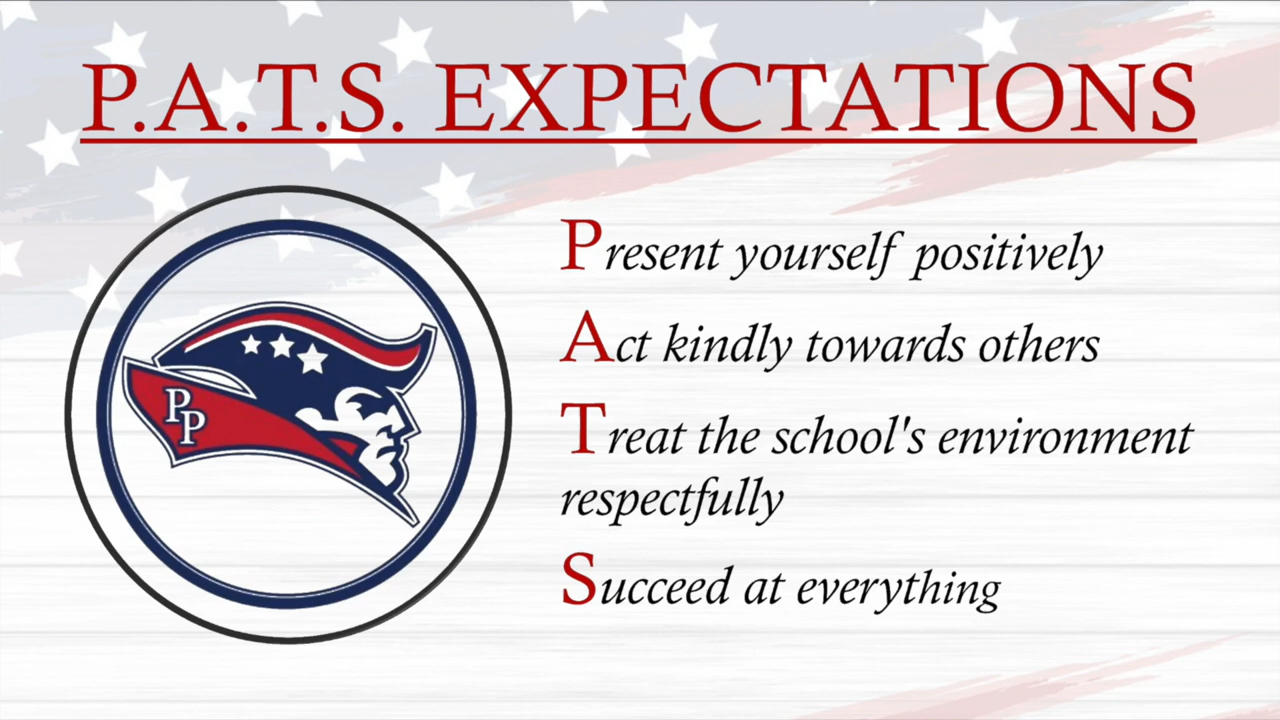 P.A.T.S. EXPECTATIONS
PP
Present yourself positively
Act kindly towards others
Treat the school's environment
respectfully
Succeed at everything